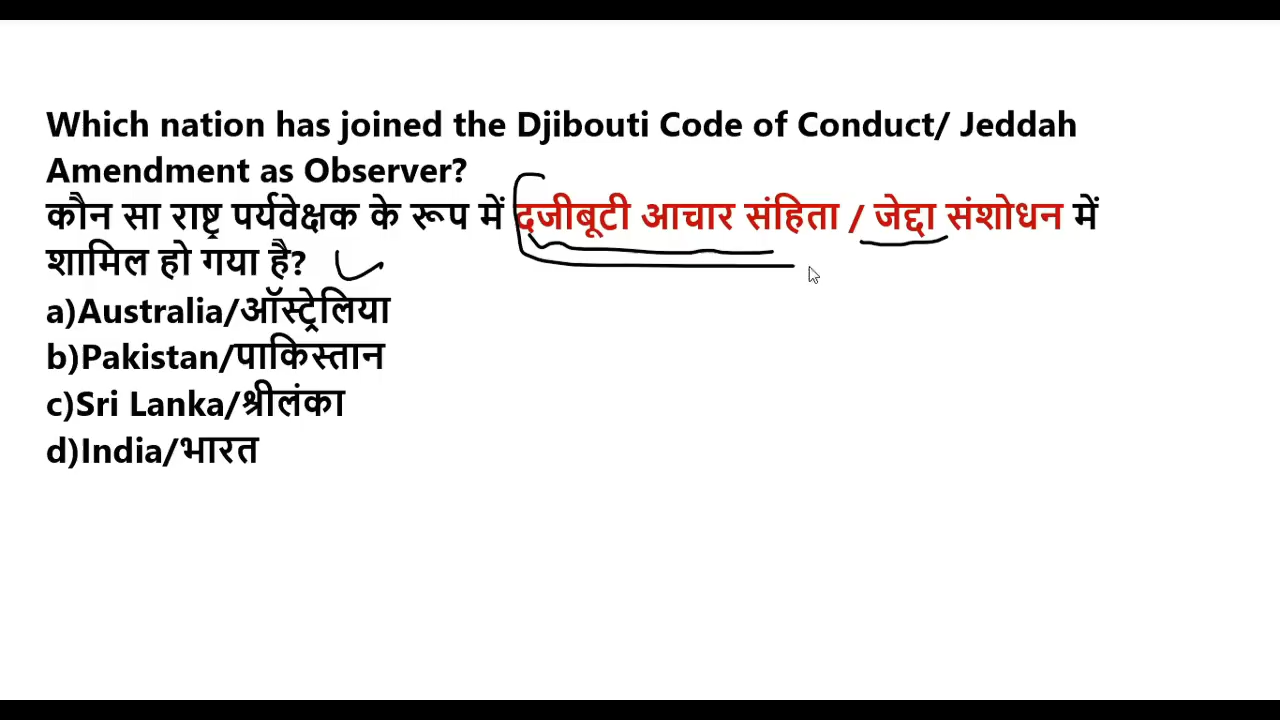 Which nation has joined the Djibouti Code of Conduct/ Jeddah
Amendment as Observer?
कौन सा राष्ट्र पर्यवेक्षक के रूप में दजीबूटी आचार संहिता / जेद्दा संशोधन में
शामिल हो गया है?
a)Australia/ऑस्ट्रेलिया
b)Pakistan/पाकिस्तान
c)Sri Lanka/श्रीलंका
d)India/भारत